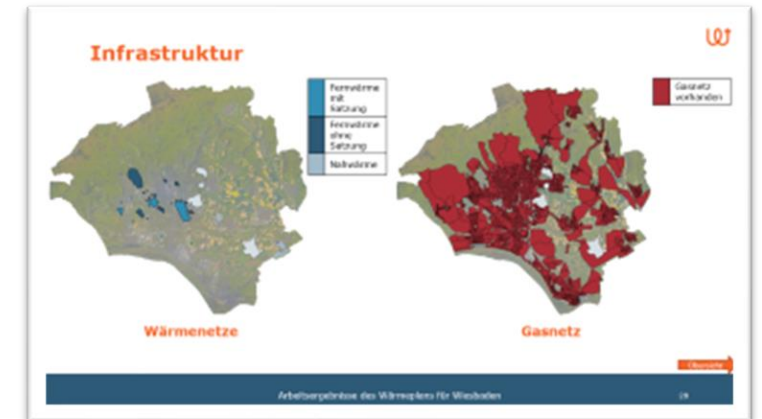 Infrastruktur
Fernwärme
mit
Satzung
Fernwärme
ohne
Satzung
Nahwärme
Gasnetz
vorhanden
Wärmenetze
Gasnetz
Übersicht
Arbeitsergebnisse des Wärmeplans für Wiesbaden